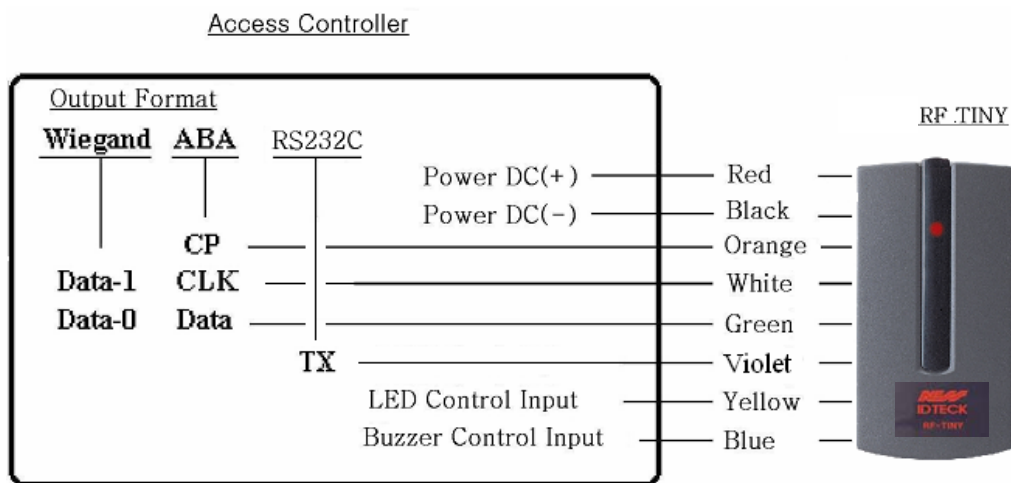 Access Controller
Output Format
RF .TINY
Wiegand ABA RS232C
Power DC(+) Red
Power DC(-) Black
CP Orange
Data-1 CLK White
Data-0 Data Green
TX Violet
LED Control Input Yellow
Buzzer Control Input Blue
IDTECK
RF-TINY